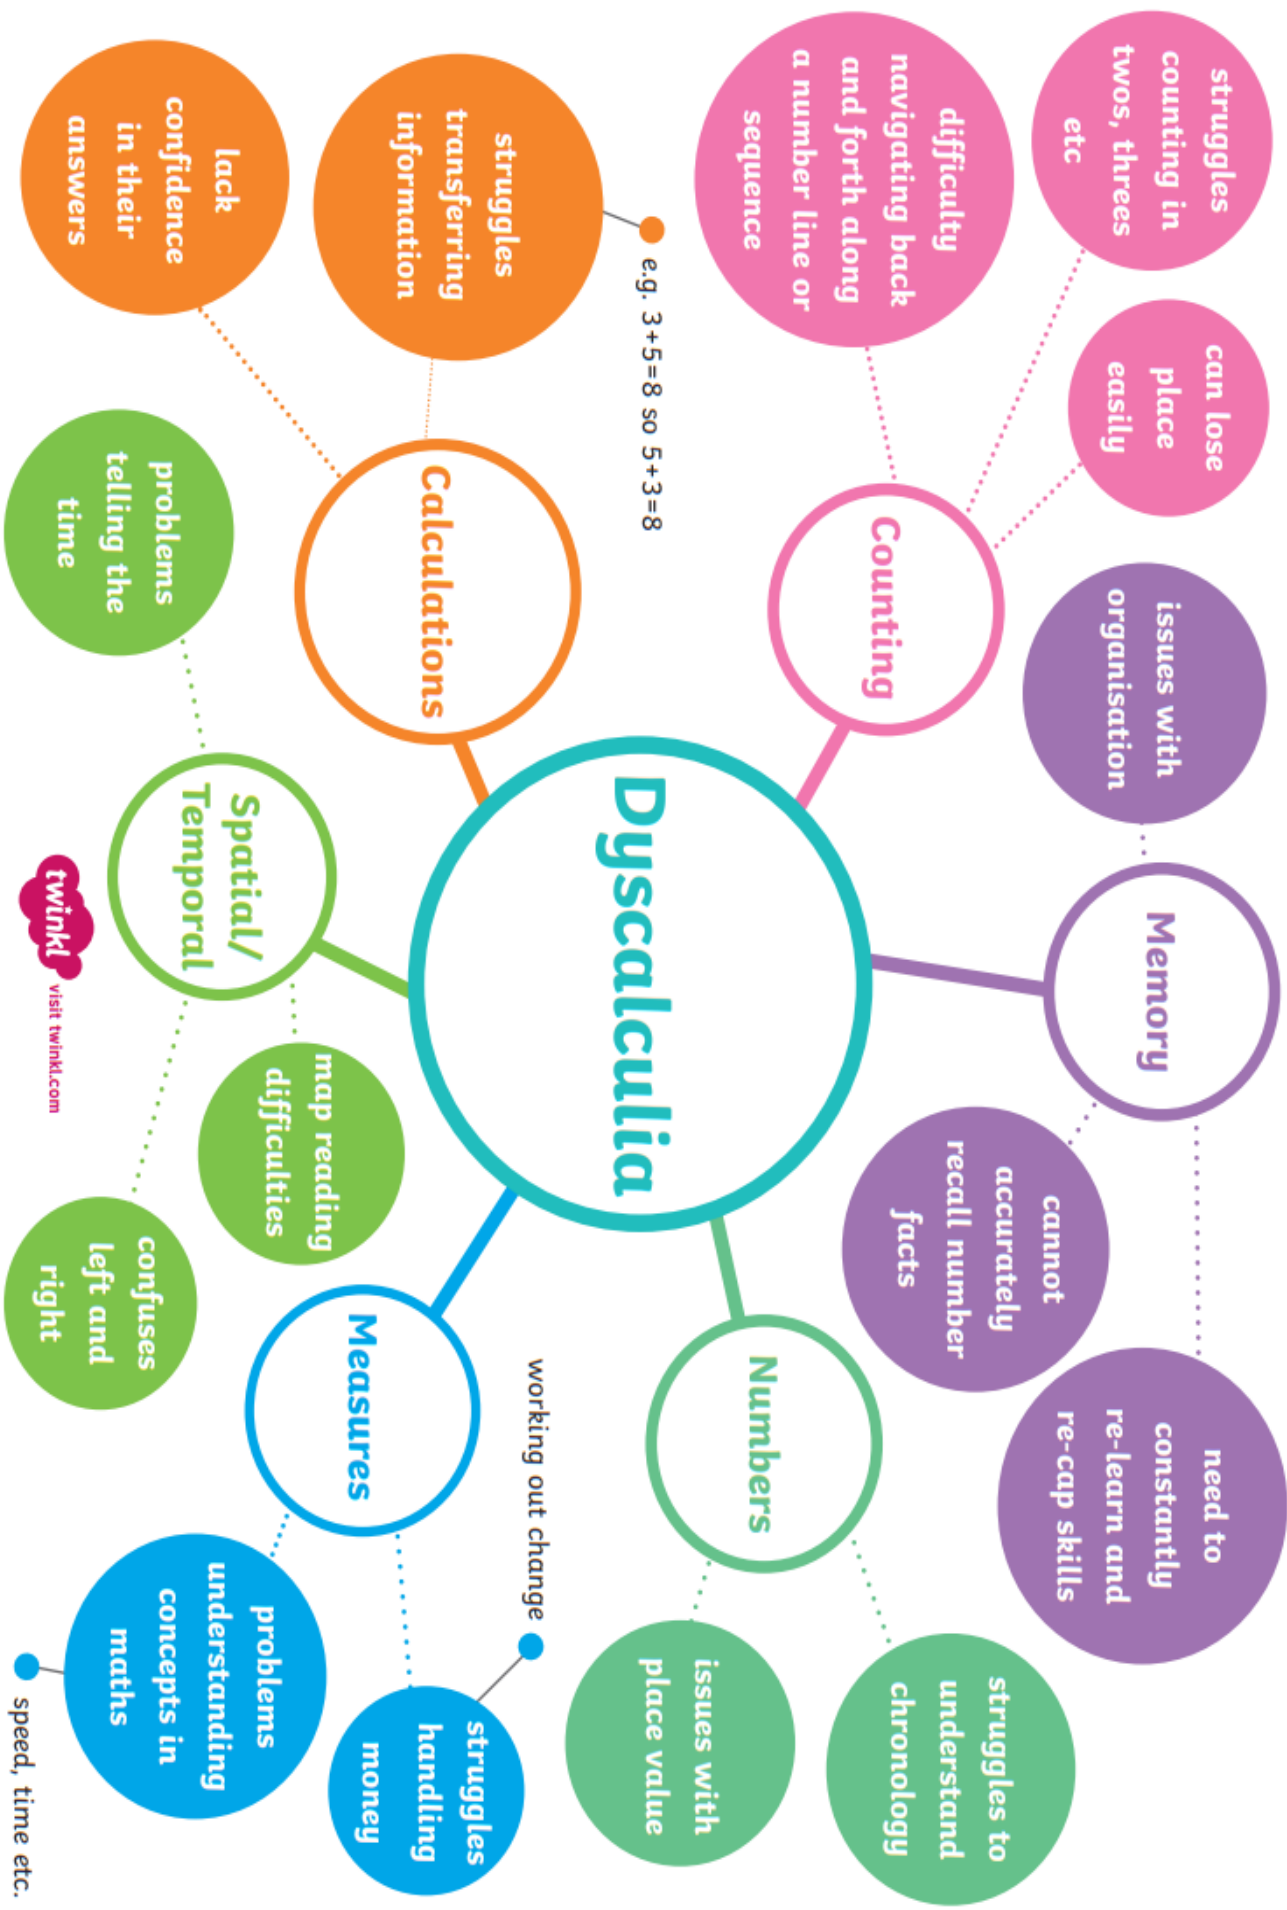 struggles
counting in
twos, threes
etc
can lose
place
easily
difficulty
navigating back
and forth along
a number line or
sequence
Counting
issues with
organisation
Memory
cannot
accurately
recall number
facts
need to
constantly
re-learn and
re-cap skills
Dyscalculia
Numbers
struggles to
understand
chronology
issues with
place value
e.g. 3+5=8 so 5+3=8
struggles
transferring
information
lack
confidence
in their
answers
Calculations
problems
telling the
time
Spatial/
Temporal
map reading
difficulties
confuses
left and
right
Measures
working out change
struggles
handling
money
problems
understanding
concepts in
maths
speed, time etc.
twinkl
visit twinkl.com